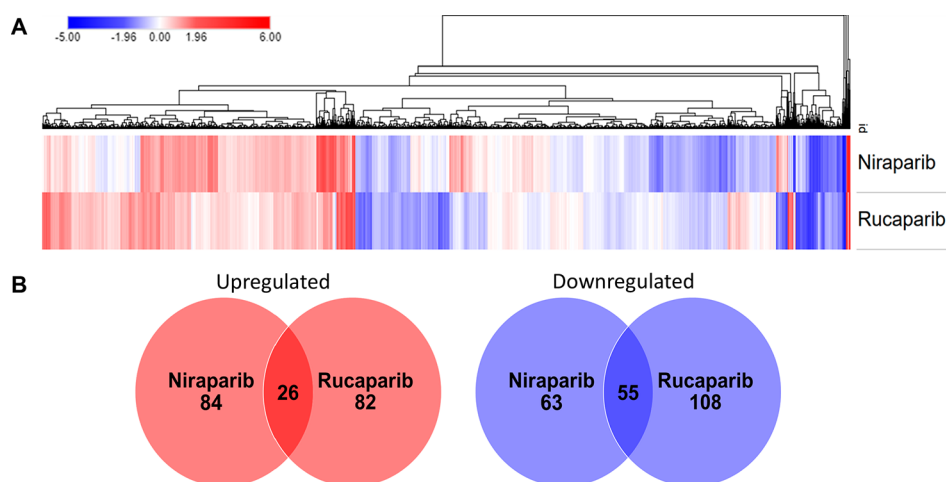 A
-5.00 -1.96 0.00 1.96 6.00
id
Niraparib
Rucaparib
B
Upregulated
Downregulated
Niraparib
84
26
Rucaparib
82
Niraparib
63
55
Rucaparib
108